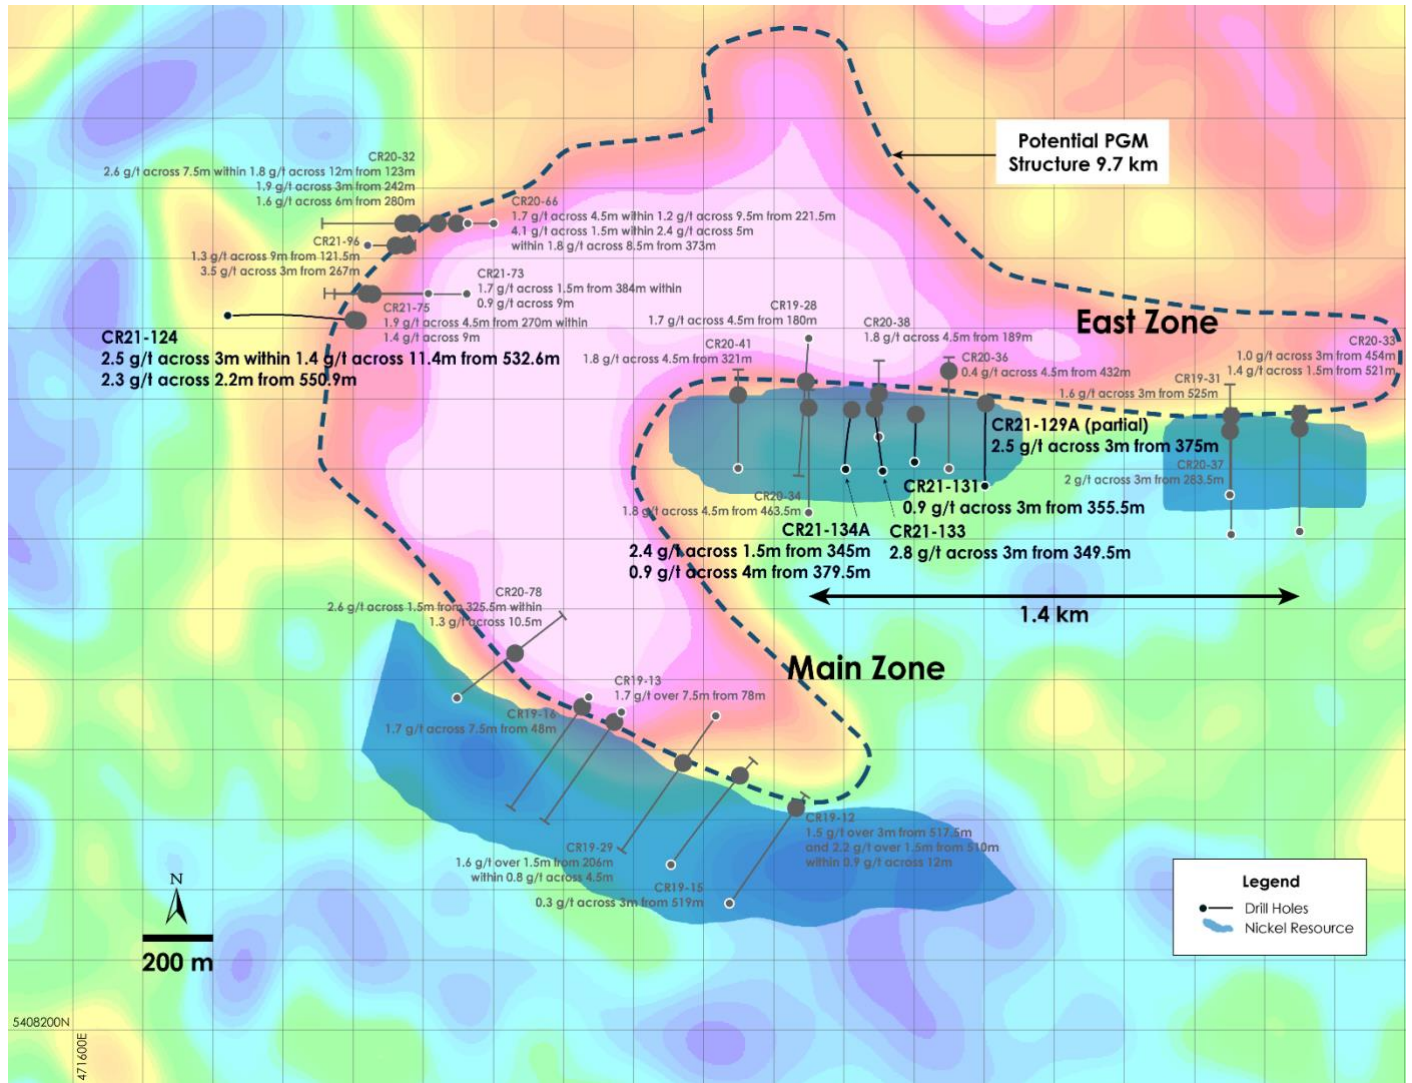 Potential PGM
Structure 9.7 km
CR20-32
2.6 g/t across 7.5m within 1.8 g/t across 12m from 123m
1.9 g/t across 3m from 242m
1.6 g/t across 6m from 280m
CR20-66
1.7 g/t across 4.5m within 1.2 g/t across 9.5m from 221.5m
4.1 g/t across 1.5m within 2.4 g/t across 5m
within 1.8 g/t across 8.5m from 373m
CR21-96
1.3 g/t across 9m from 121.5m
3.5 g/t across 3m from 267m
CR21-73
1.7 g/t across 1.5m from 384m within
0.9 g/t across 9m
CR21-75
1.9 g/t across 4.5m from 270m within
1.4 g/t across 9m
CR21-124
2.5 g/t across 3m within 1.4 g/t across 11.4m from 532.6m
2.3 g/t across 2.2m from 550.9m
CR19-28
1.7 g/t across 4.5m from 180m
CR20-41
1.8 g/t across 4.5m from 321m
CR20-38
1.8 g/t across 4.5m from 189m
East Zone
CR20-36
0.4 g/t across 4.5m from 432m
CR20-33
1.0 g/t across 3m from 454m
1.4 g/t across 1.5m from 521m
CR19-31
1.6 g/t across 3m from 525m
CR21-129A (partial)
2.5 g/t across 3m from 375m
CR20-37
2 g/t across 3m from 283.5m
CR21-131
0.9 g/t across 3m from 355.5m
CR20-34
1.8 g/t across 4.5m from 463.5m
CR21-134A
2.4 g/t across 1.5m from 345m
0.9 g/t across 4m from 379.5m
CR21-133
2.8 g/t across 3m from 349.5m
1.4 km
CR20-78
2.6 g/t across 1.5m from 325.5m within
1.3 g/t across 10.5m
Main Zone
CR19-13
1.7 g/t over 7.5m from 78m
CR19-16
1.7 g/t across 7.5m from 48m
CR19-12
1.5 g/t over 3m from 517.5m
and 2.2 g/t over 1.5m from 510m
within 0.9 g/t across 12m
CR19-29
1.6 g/t over 1.5m from 206m
within 0.8 g/t across 4.5m
CR19-15
0.3 g/t across 3m from 519m
N
200 m
Legend
Drill Holes
Nickel Resource
5408200N
471600E